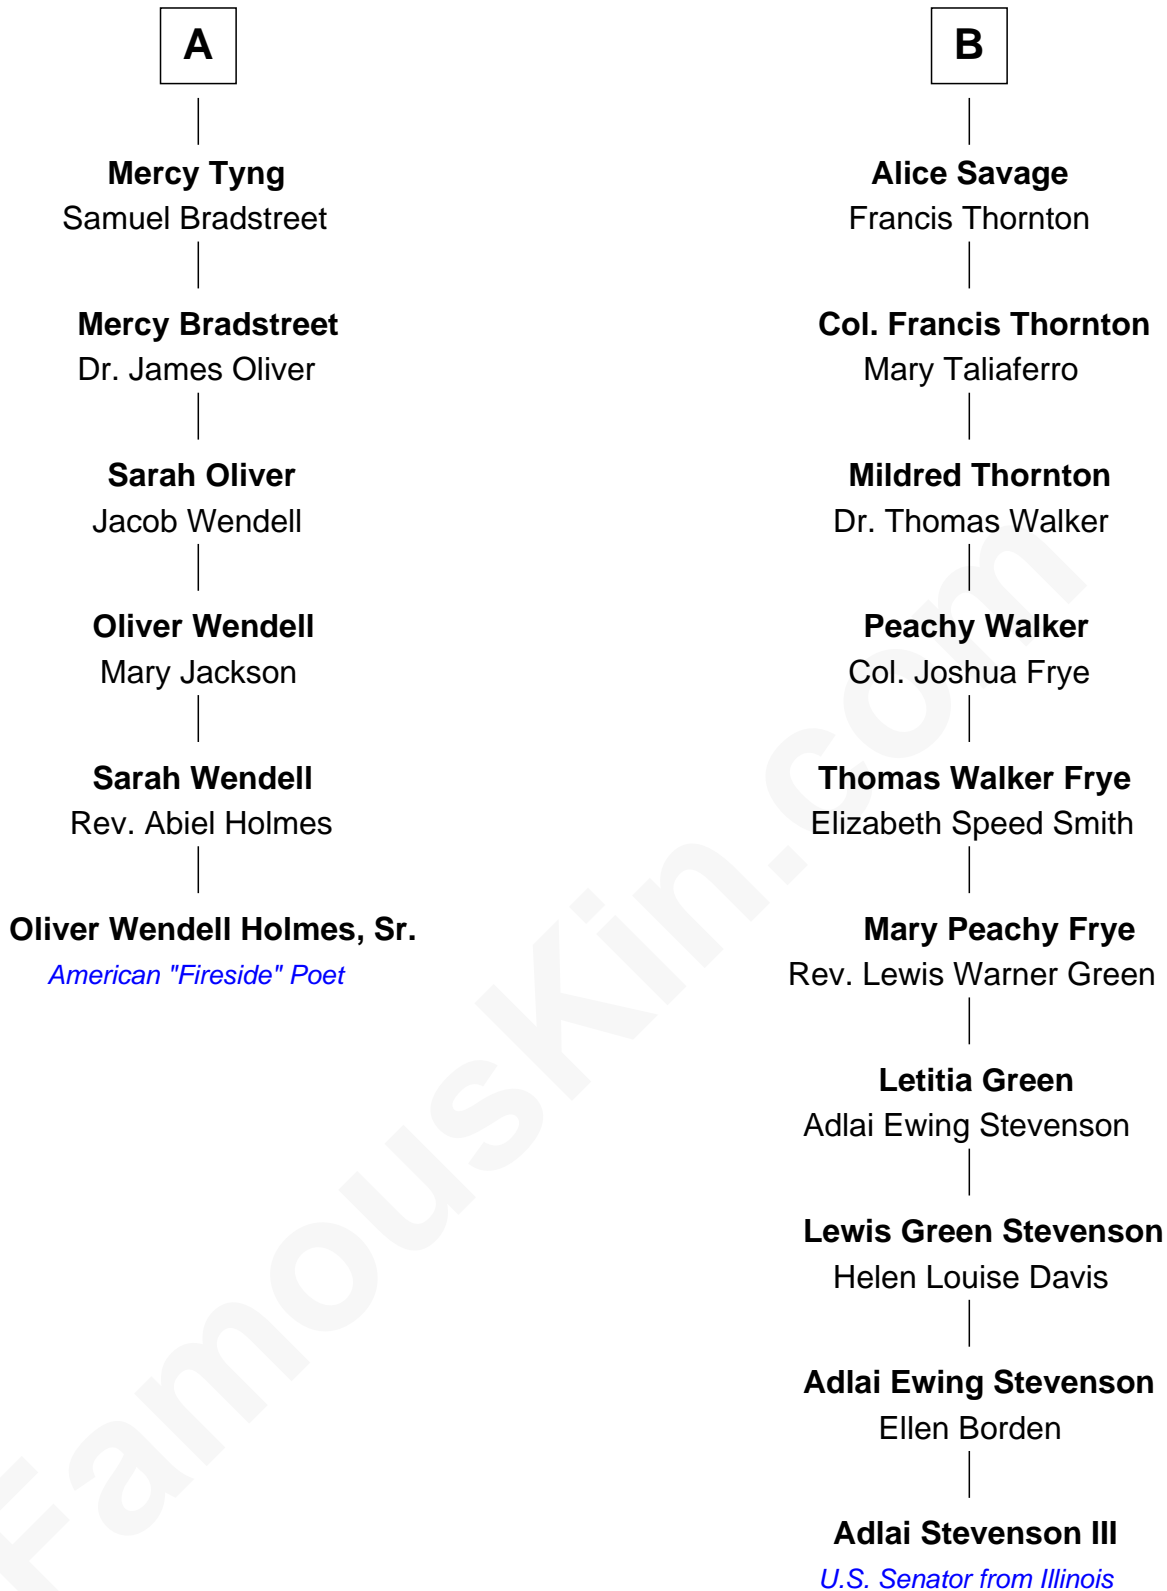 A
Mercy Tyng
Samuel Bradstreet
Mercy Bradstreet
Dr. James Oliver
Sarah Oliver
Jacob Wendell
Oliver Wendell
Mary Jackson
Sarah Wendell
Rev. Abiel Holmes
Oliver Wendell Holmes, Sr.
American "Fireside" Poet
B
Alice Savage
Francis Thornton
Col. Francis Thornton
Mary Taliaferro
Mildred Thornton
Dr. Thomas Walker
Peachy Walker
Col. Joshua Frye
Thomas Walker Frye
Elizabeth Speed Smith
Mary Peachy Frye
Rev. Lewis Warner Green
Letitia Green
Adlai Ewing Stevenson
Lewis Green Stevenson
Helen Louise Davis
Adlai Ewing Stevenson
Ellen Borden
Adlai Stevenson III
U.S. Senator from Illinois
FamousKin.com